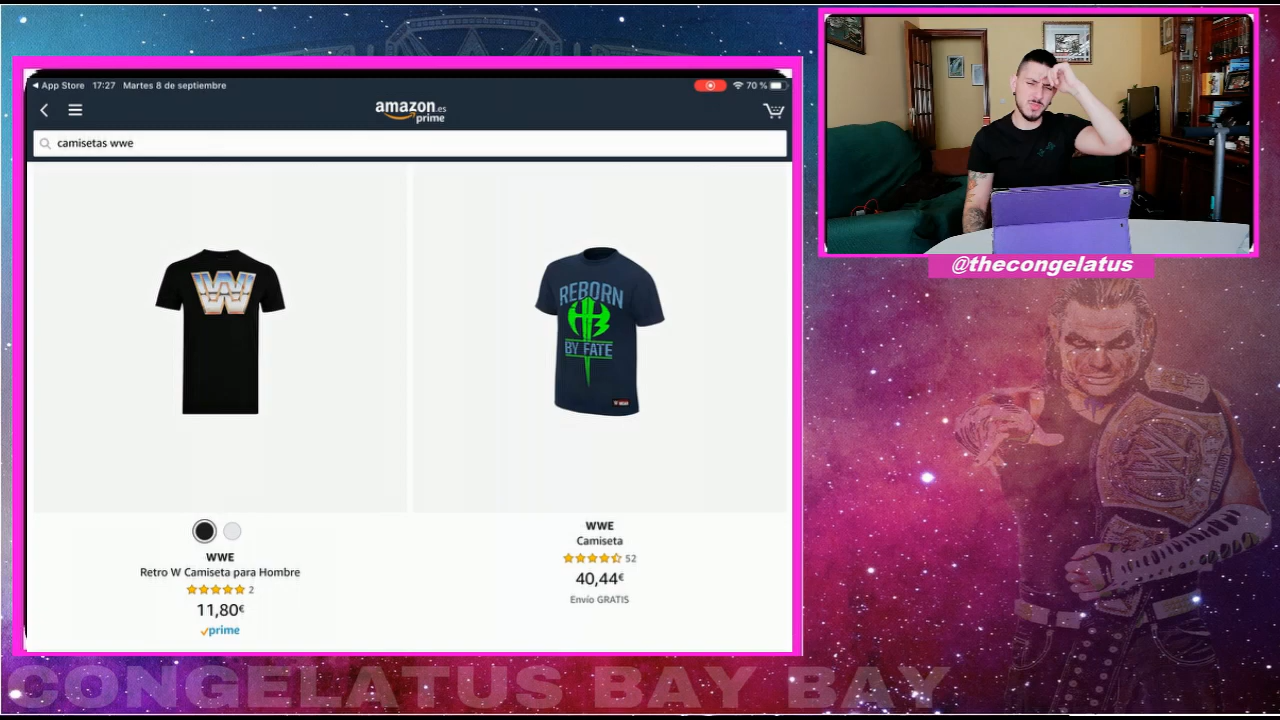 App Store 17:27 Martes 8 de septiembre
70 %
amazon.es
prime
camisetas wwe
W
REBORN
BY FATE
WWE
Retro W Camiseta para Hombre
2
11,80€
prime
WWE
Camiseta
52
40,44€
Envío GRATIS
@thecongelatus
CONGELATUS BAY BAY